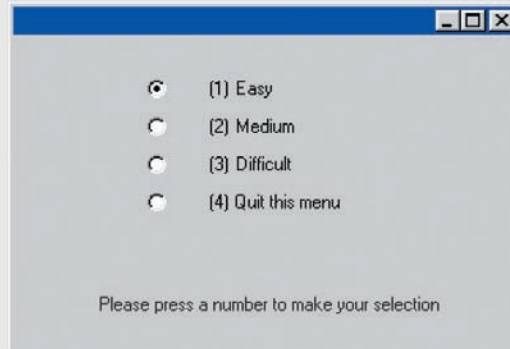 (1) Easy
(2) Medium
(3) Difficult
(4) Quit this menu
Please press a number to make your selection